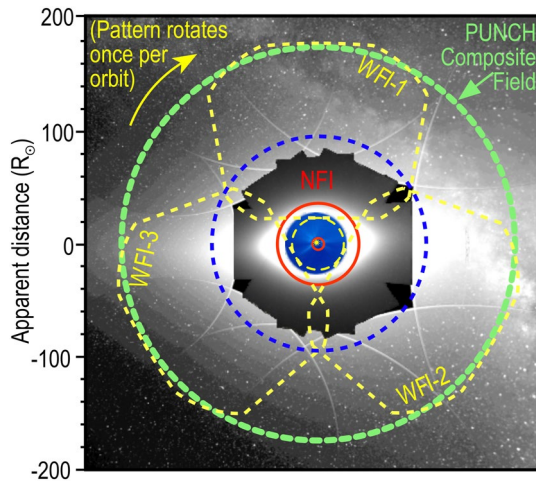 200
100
0
-100
-200
Apparent distance (R☉)
(Pattern rotates
once per
orbit)
PUNCH
Composite
Field
WFI-1
NFI
WFI-3
WFI-2